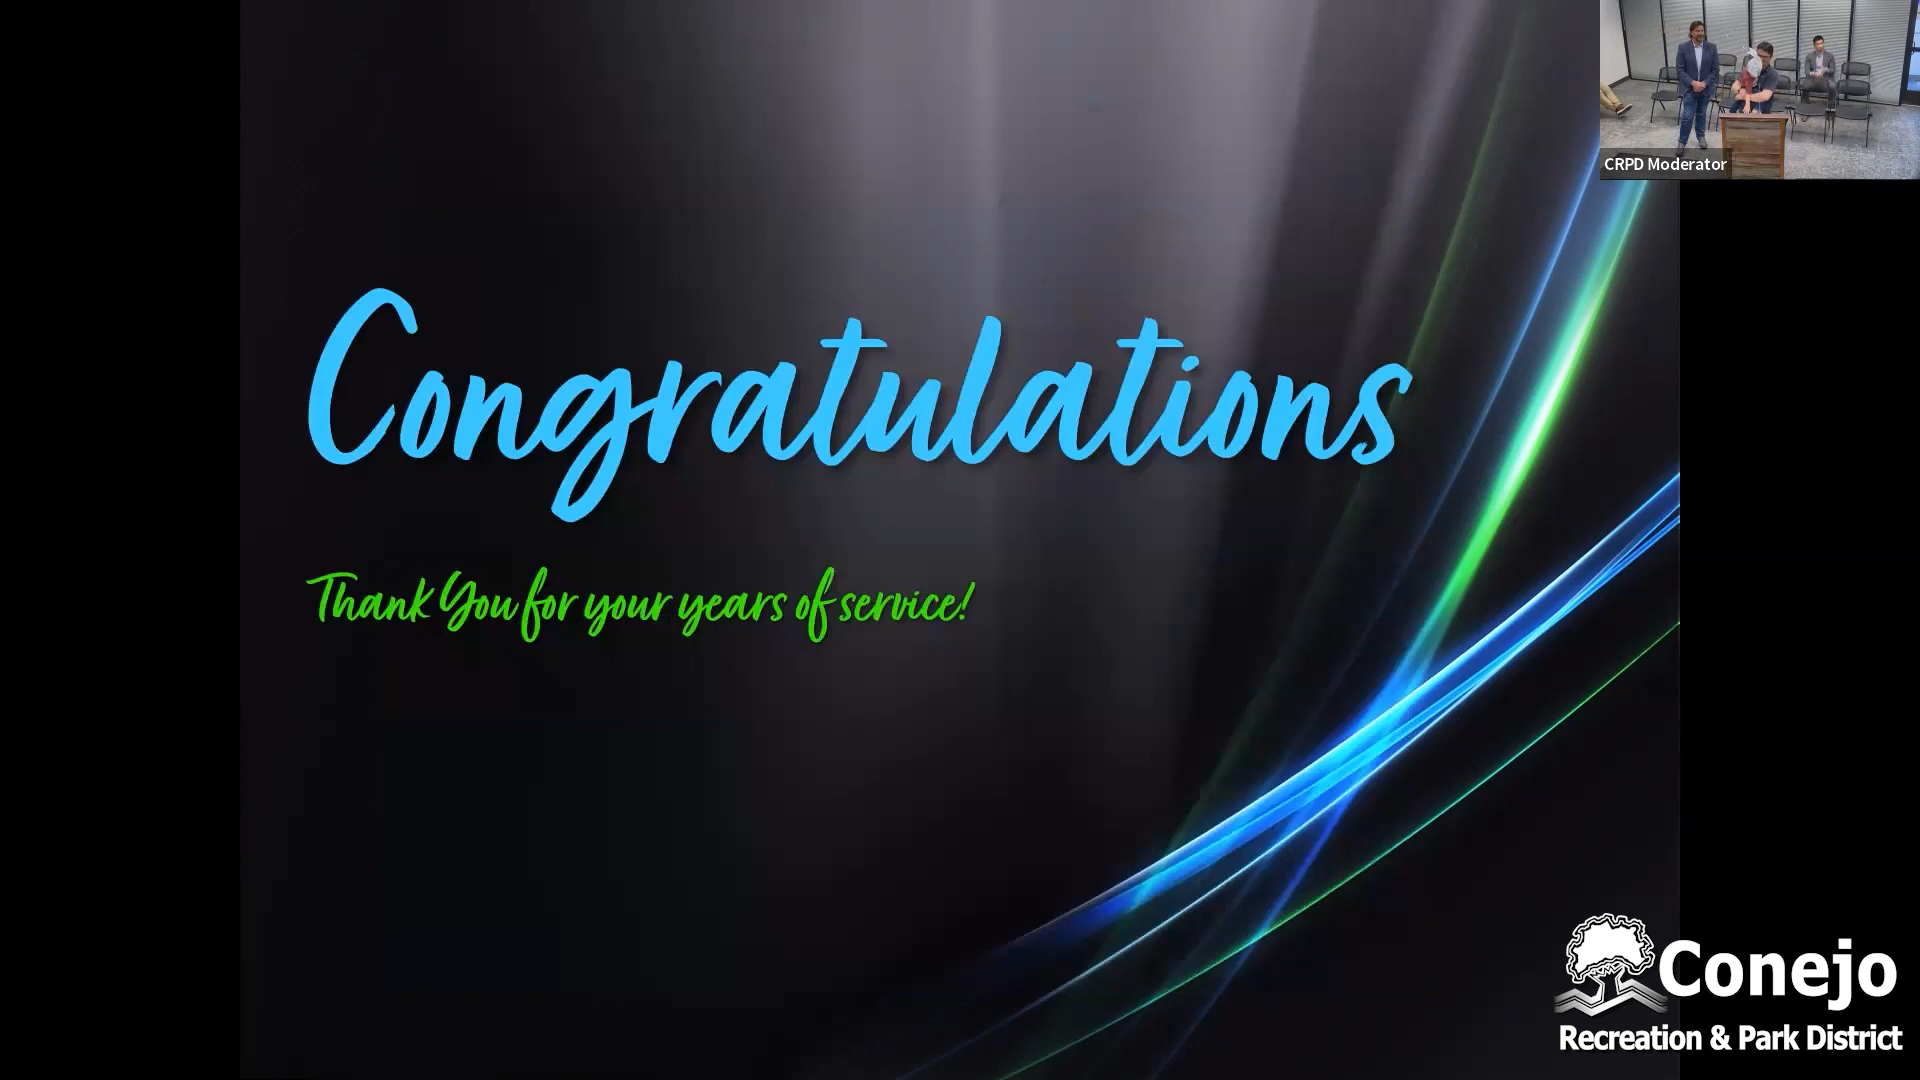 CRPD Moderator
Congratulations
Thank You for your years of service!
Conejo
Recreation & Park District